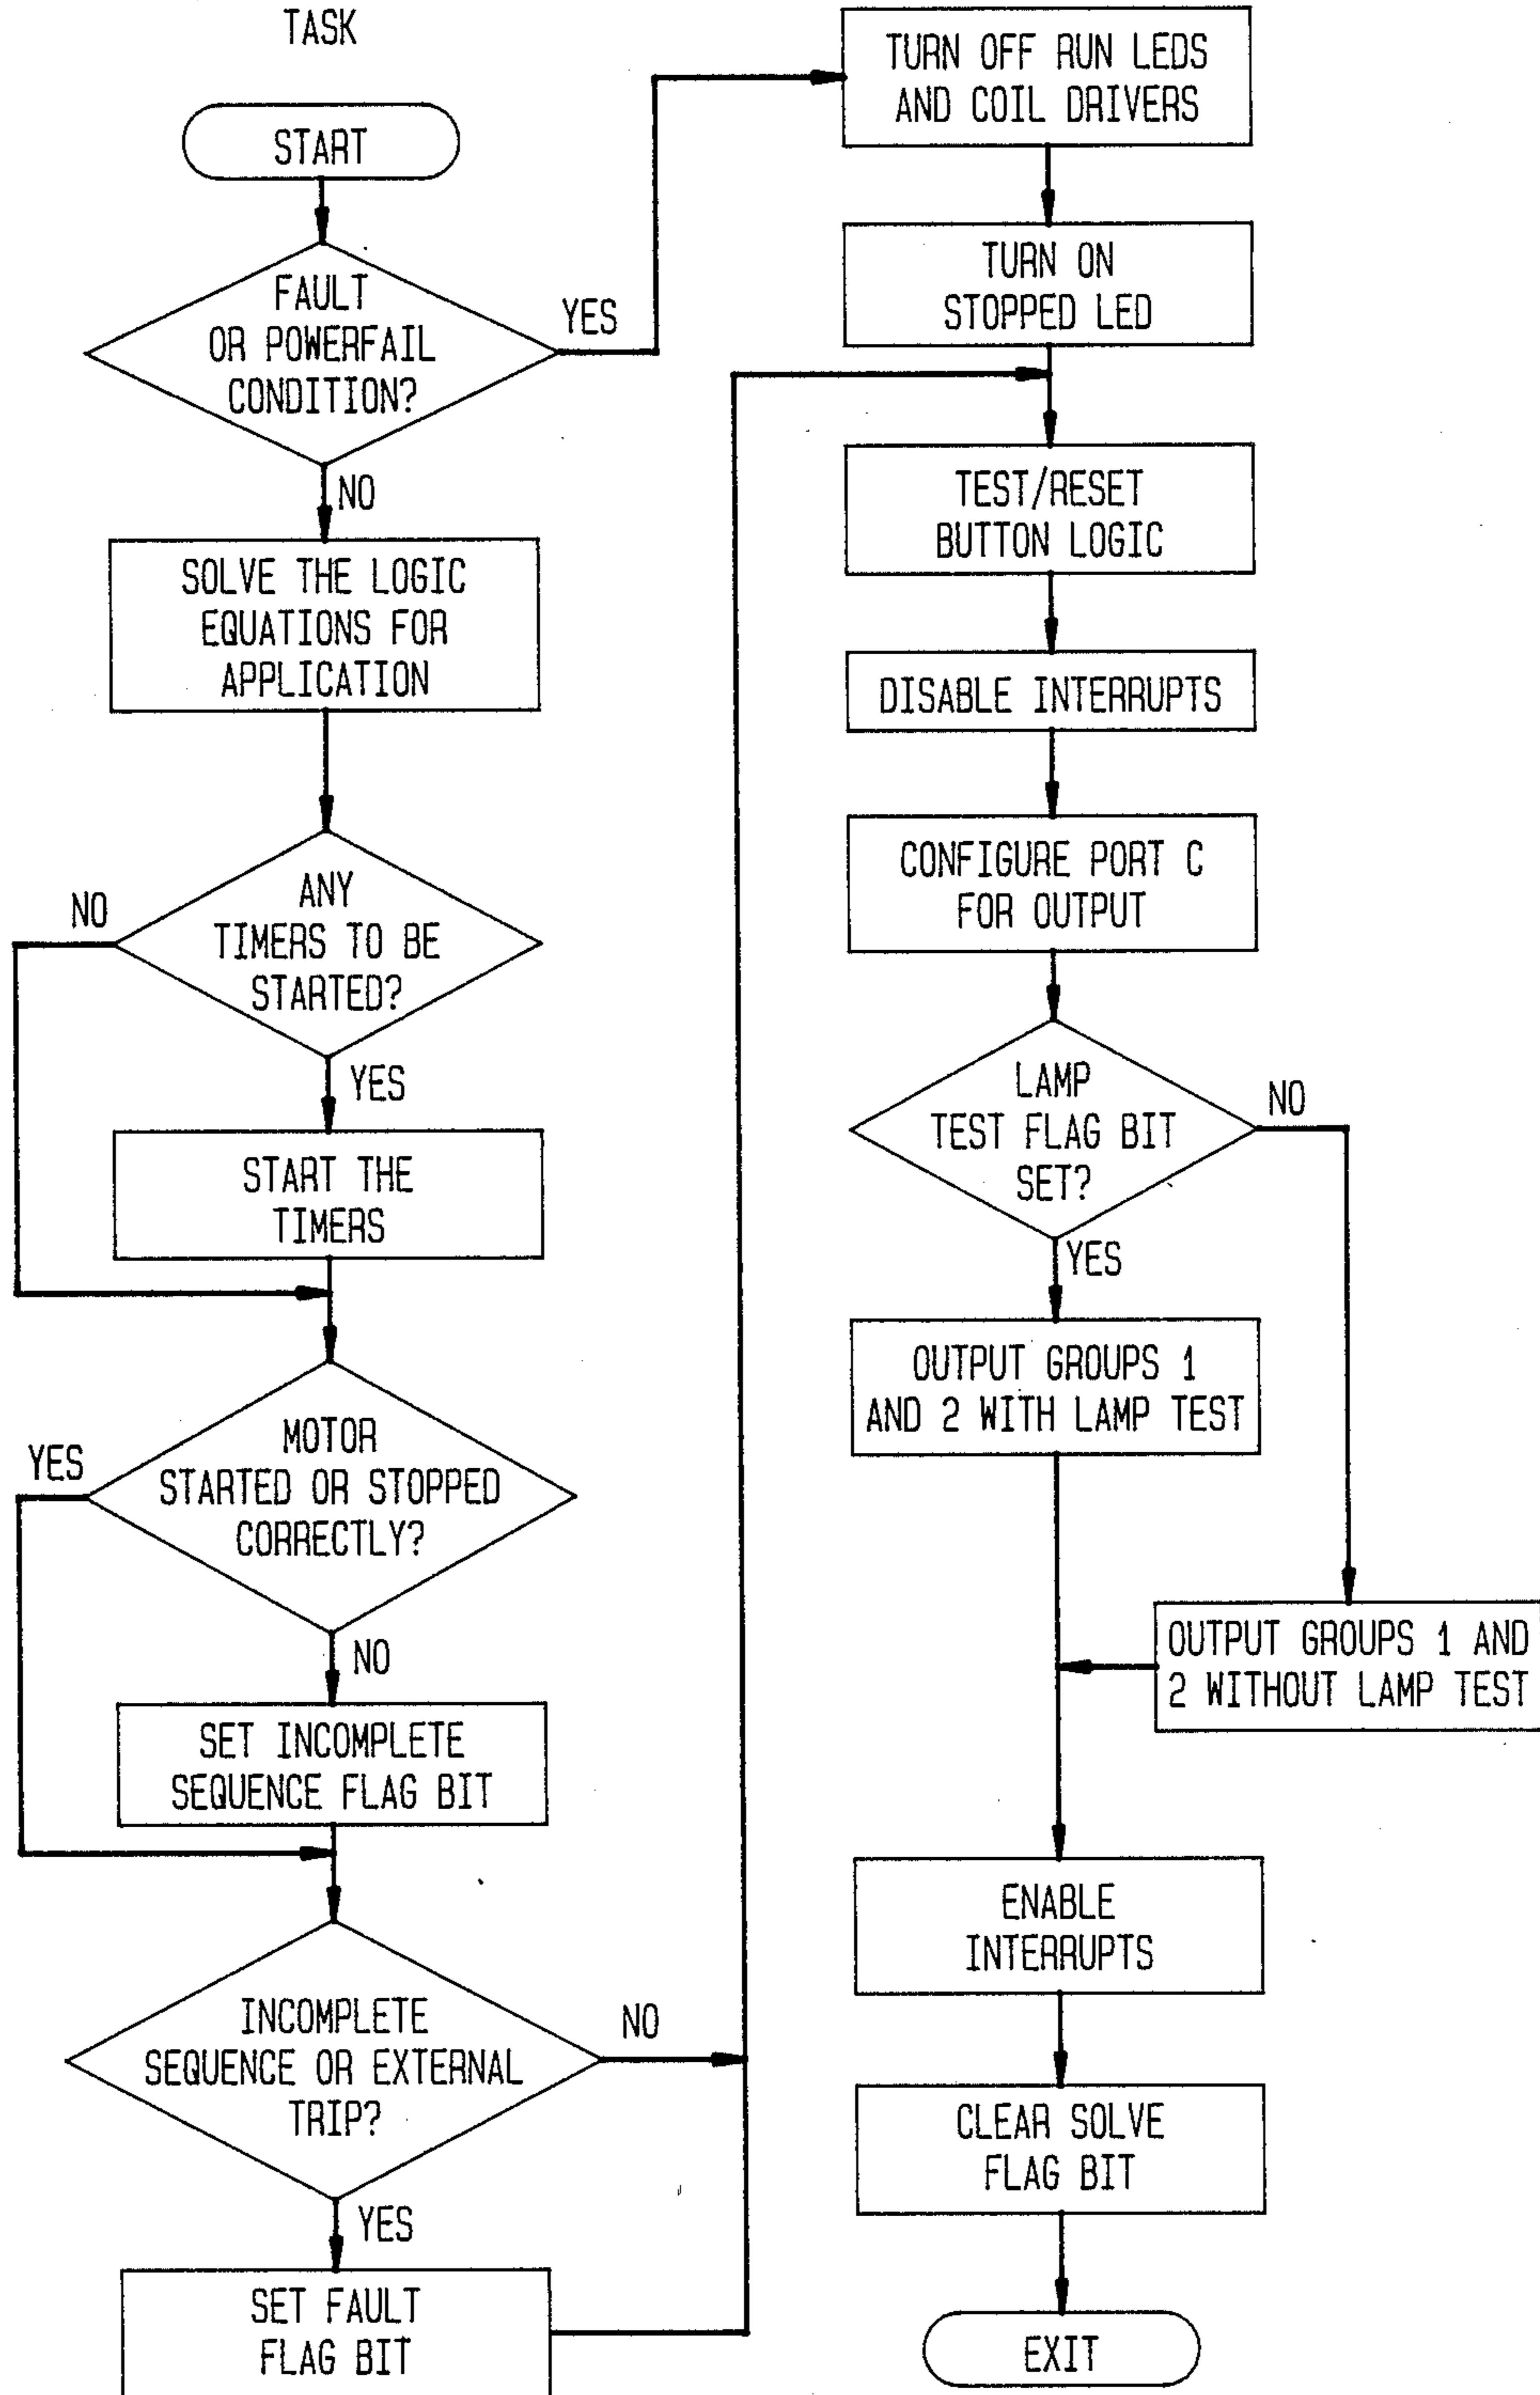 TASK
START
FAULT
OR POWERFAIL
CONDITION?
YES
NO
SOLVE THE LOGIC
EQUATIONS FOR
APPLICATION
ANY
TIMERS TO BE
STARTED?
NO
YES
START THE
TIMERS
MOTOR
STARTED OR STOPPED
CORRECTLY?
YES
NO
SET INCOMPLETE
SEQUENCE FLAG BIT
INCOMPLETE
SEQUENCE OR EXTERNAL
TRIP?
NO
YES
SET FAULT
FLAG BIT
TURN OFF RUN LEDS
AND COIL DRIVERS
TURN ON
STOPPED LED
TEST/RESET
BUTTON LOGIC
DISABLE INTERRUPTS
CONFIGURE PORT C
FOR OUTPUT
LAMP
TEST FLAG BIT
SET?
NO
YES
OUTPUT GROUPS 1
AND 2 WITH LAMP TEST
OUTPUT GROUPS 1 AND
2 WITHOUT LAMP TEST
ENABLE
INTERRUPTS
CLEAR SOLVE
FLAG BIT
EXIT